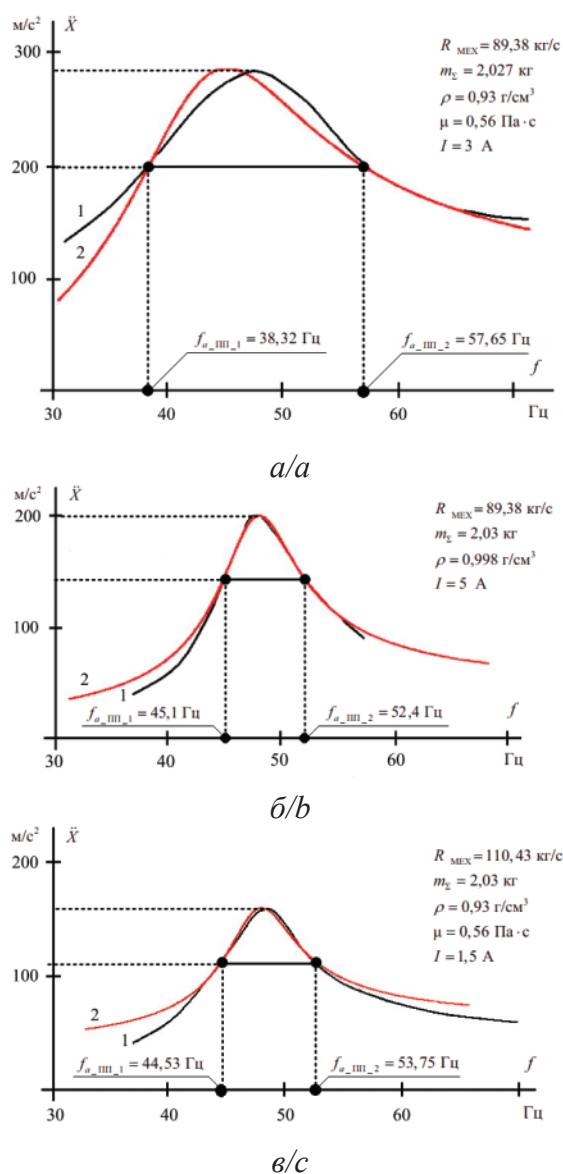 м/с² Ẍ
300
200
100
R МЕХ = 89,38 кг/с
m_Σ = 2,027 кг
ρ = 0,93 г/см³
μ = 0,56 Па·с
I = 3 А
1
2
f_a_ПП_1 = 38,32 Гц
f_a_ПП_2 = 57,65 Гц
f
30 40 50 60 Гц
а/a
м/с² Ẍ
200
100
R МЕХ = 89,38 кг/с
m_Σ = 2,03 кг
ρ = 0,998 г/см³
I = 5 А
2
1
f_a_ПП_1 = 45,1 Гц
f_a_ПП_2 = 52,4 Гц
f
30 40 50 60 Гц
б/b
м/с² Ẍ
200
100
R МЕХ = 110,43 кг/с
m_Σ = 2,03 кг
ρ = 0,93 г/см³
μ = 0,56 Па·с
I = 1,5 А
2
1
f_a_ПП_1 = 44,53 Гц
f_a_ПП_2 = 53,75 Гц
f
30 40 50 60 Гц
в/c